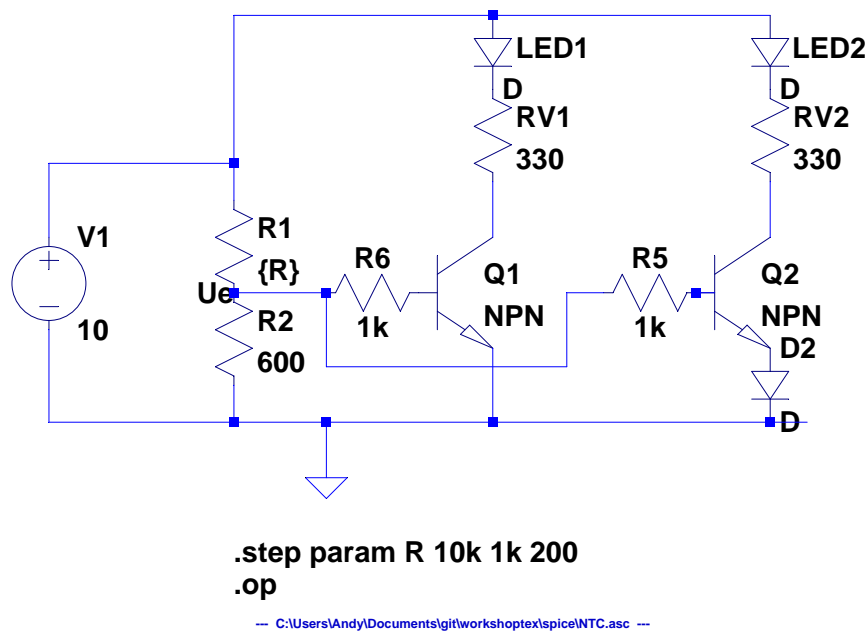 LED1
LED2
D
D
RV1
RV2
330
330
V1
R1
{R}
R6
R5
Q1
Q2
Ue
10
R2
1k
1k
NPN
NPN
600
D2
D
.step param R 10k 1k 200
.op
--- C:\Users\Andy\Documents\git\workshoptex\spice\NTC.asc ---